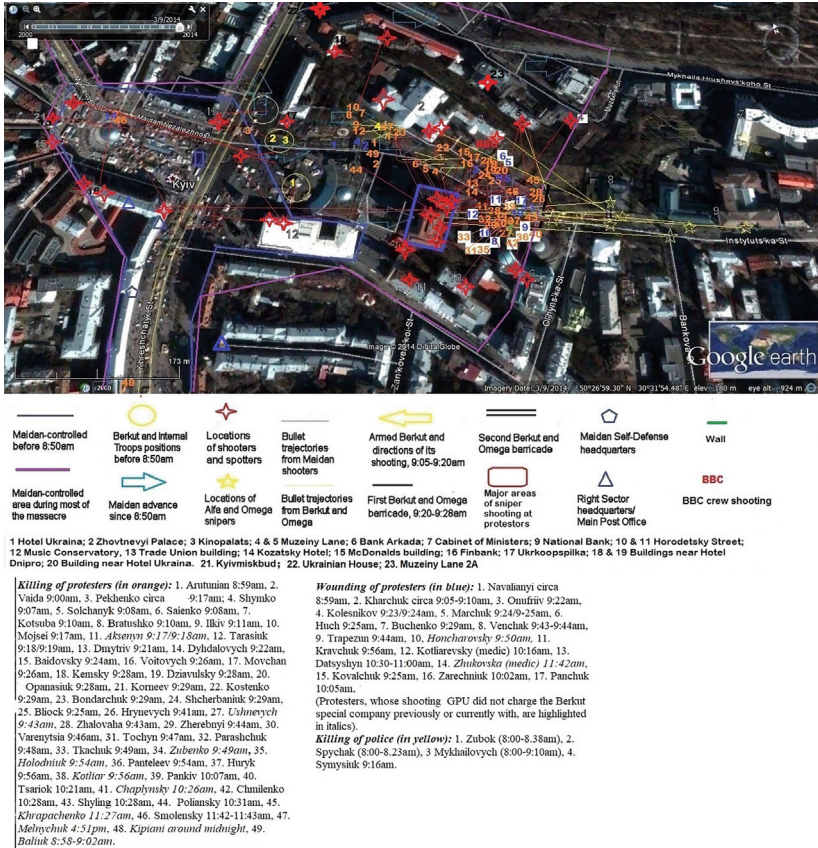 3/9/2014
2000
2014
Mykhaila Hrushevs'koho St
Maidan Nezalezhnosti
Kyiv
BBC
Instytuts'ka St
Khreshchatyk St
173 m
Image © 2014 DigitalGlobe
Google earth
Imagery Date: 3/9/2014 50°26'59.30" N 30°31'54.48" E elev 180 m eye alt 924 m
Maidan-controlled
before 8:50am
Berkut and Internal
Troops positions
before 8:50am
Locations
of shooters
and spotters
Bullet
trajectories
from Maidan
shooters
Armed Berkut and
directions of its
shooting, 9:05-9:20am
Second Berkut and
Omega barricade
Maidan Self-Defense
headquarters
Wall
Maidan-controlled
area during most of
the massacre
Maidan advance
since 8:50am
Locations of
Alfa and Omega
snipers
Bullet trajectories
from Berkut and
Omega
First Berkut and Omega
barricade, 9:20-9:28am
Major areas
of sniper
shooting at
protestors
Right Sector
headquarters/
Main Post Office
BBC
BBC crew shooting
1 Hotel Ukraina; 2 Zhovtnevyi Palace; 3 Kinopalats; 4 & 5 Muzeiny Lane; 6 Bank Arkada; 7 Cabinet of Ministers; 9 National Bank; 10 & 11 Horodetsky Street;
12 Music Conservatory, 13 Trade Union building; 14 Kozatsky Hotel; 15 McDonalds building; 16 Finbank; 17 Ukrkoopspilka; 18 & 19 Buildings near Hotel
Dnipro; 20 Building near Hotel Ukraina. 21. Kyivmiskbud; 22. Ukrainian House; 23. Muzeiny Lane 2A
Killing of protesters (in orange): 1. Arutunian 8:59am, 2.
Vaida 9:00am, 3. Pekhenko circa 9:17am; 4. Shymko
9:07am, 5. Solchanyk 9:08am, 6. Saienko 9:08am, 7.
Kotsuba 9:10am, 8. Bratushko 9:10am, 9. Ilkiv 9:11am, 10.
Mojsei 9:17am, 11. Aksenyn 9:17/9:18am, 12. Tarasiuk
9:18/9:19am, 13. Dmytriv 9:21am, 14. Dyhdalovych 9:22am,
15. Baidovsky 9:24am, 16. Voitovych 9:26am, 17. Movchan
9:26am, 18. Kemsky 9:28am, 19. Dziavulsky 9:28am, 20.
Opanasiuk 9:28am, 21. Korneev 9:29am, 22. Kostenko
9:29am, 23. Bondarchuk 9:29am, 24. Shcherbaniuk 9:29am,
25. Bliock 9:25am, 26. Hrynevych 9:41am, 27. Ushnevych
9:43am, 28. Zhalovaha 9:43am, 29. Zherebnyi 9:44am, 30.
Varenytsia 9:46am, 31. Tochyn 9:47am, 32. Parashchuk
9:48am, 33. Tkachuk 9:49am, 34. Zubenko 9:49am, 35.
Holodniuk 9:54am, 36. Panteleev 9:54am, 37. Huryk
9:56am, 38. Kotliar 9:56am, 39. Pankiv 10:07am, 40.
Tsariok 10:21am, 41. Chaplynsky 10:26am, 42. Chmilenko
10:28am, 43. Shyling 10:28am, 44. Poliansky 10:31am, 45.
Khrapachenko 11:27am, 46. Smolensky 11:42-11:43am, 47.
Melnychuk 4:51pm, 48. Kipiani around midnight, 49.
Baliuk 8:58-9:02am.
Wounding of protesters (in blue): 1. Navalianyi circa
8:59am, 2. Kharchuk circa 9:05-9:10am, 3. Onufriiv 9:22am,
4. Kolesnikov 9:23/9:24am, 5. Marchuk 9:24/9-25am, 6.
Huch 9:25am, 7. Buchenko 9:29am, 8. Venchak 9:43-9:44am,
9. Trapezun 9:44am, 10, Honcharovsky 9:50am, 11.
Kravchuk 9:56am, 12. Kotliarevsky (medic) 10:16am, 13.
Datsyshyn 10:30-11:00am, 14. Zhukovska (medic) 11:42am,
15. Kovalchuk 9:25am, 16. Zarechniuk 10:02am, 17. Panchuk
10:05am.
(Protesters, whose shooting GPU did not charge the Berkut
special company previously or currently with, are highlighted
in italics).
Killing of police (in yellow): 1. Zubok (8:00-8.38am), 2.
Spychak (8:00-8.23am), 3 Mykhailovych (8:00-9:10am), 4.
Symysiuk 9:16am.